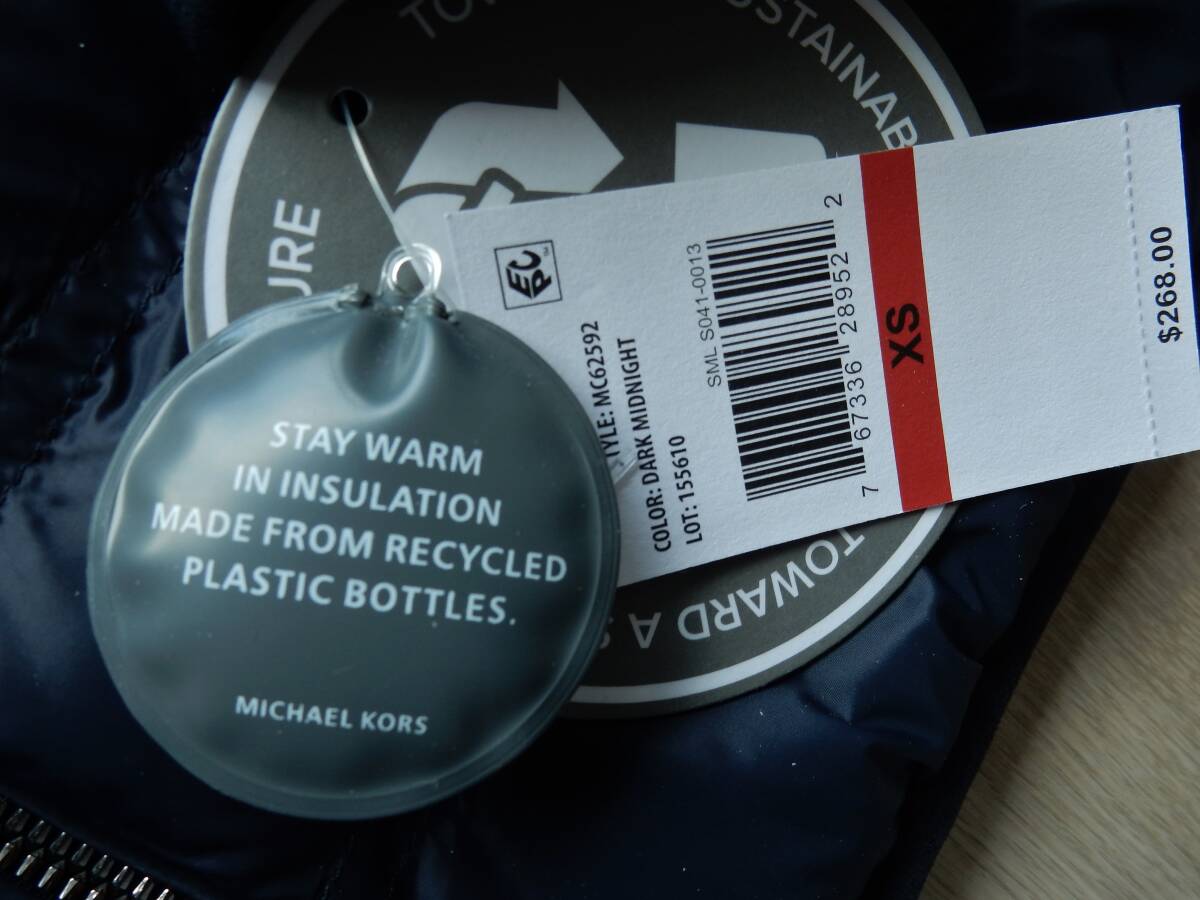 STAY WARM
IN INSULATION
MADE FROM RECYCLED
PLASTIC BOTTLES.
MICHAEL KORS
EPC
COLOR: DARK MIDNIGHT
MC62592
LOT: 155610
SML S041-0013
7 67336 28952 2
XS
$268.00
TOWARD A